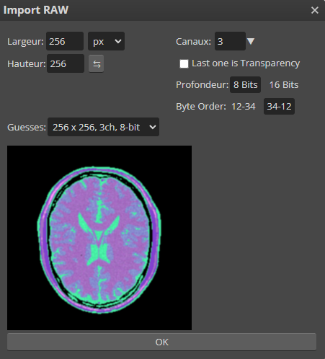 Import RAW
Largeur: 256 px
Canaux: 3
Hauteur: 256
Last one is Transparency
Profondeur: 8 Bits 16 Bits
Byte Order: 12-34 34-12
Guesses: 256 x 256, 3ch, 8-bit
OK